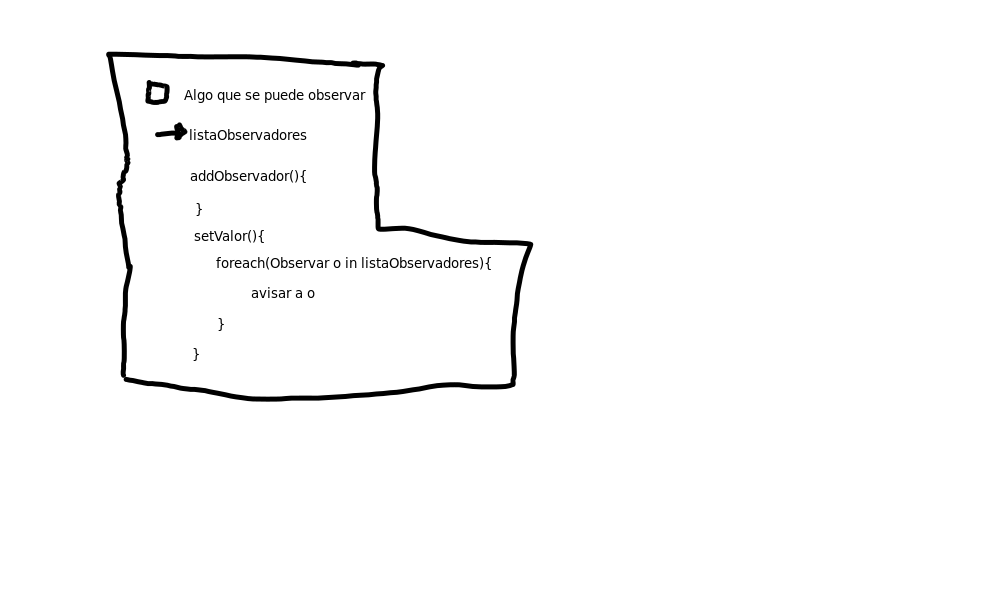 Algo que se puede observar
listaObservadores
addObservador(){
}
setValor(){
foreach(Observar o in listaObservadores){
avisar a o
}
}